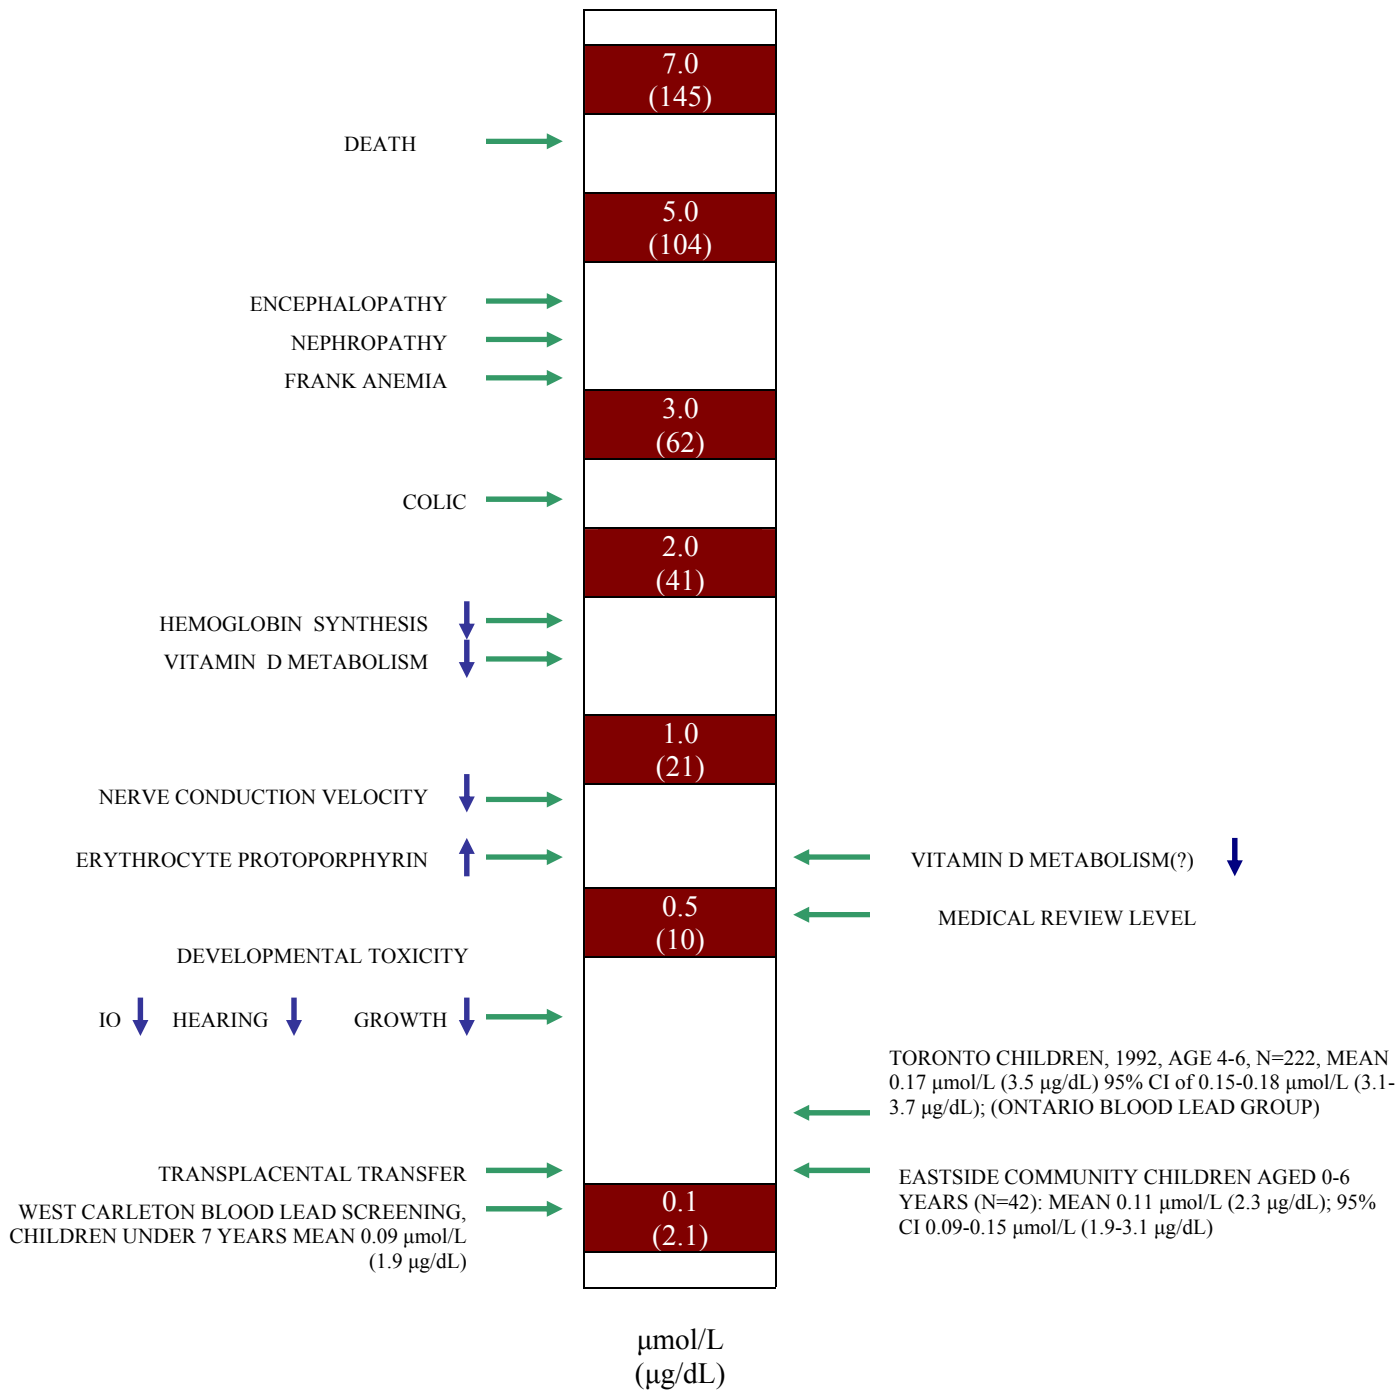 7.0
(145)
DEATH
5.0
(104)
ENCEPHALOPATHY
NEPHROPATHY
FRANK ANEMIA
3.0
(62)
COLIC
2.0
(41)
HEMOGLOBIN SYNTHESIS
VITAMIN D METABOLISM
1.0
(21)
NERVE CONDUCTION VELOCITY
ERYTHROCYTE PROTOPORPHYRIN
VITAMIN D METABOLISM(?)
0.5
(10)
MEDICAL REVIEW LEVEL
DEVELOPMENTAL TOXICITY
IO HEARING GROWTH
TORONTO CHILDREN, 1992, AGE 4-6, N=222, MEAN
0.17 µmol/L (3.5 µg/dL) 95% CI of 0.15-0.18 µmol/L (3.1-
3.7 µg/dL); (ONTARIO BLOOD LEAD GROUP)
TRANSPLACENTAL TRANSFER
EASTSIDE COMMUNITY CHILDREN AGED 0-6
YEARS (N=42): MEAN 0.11 µmol/L (2.3 µg/dL); 95%
CI 0.09-0.15 µmol/L (1.9-3.1 µg/dL)
0.1
(2.1)
WEST CARLETON BLOOD LEAD SCREENING,
CHILDREN UNDER 7 YEARS MEAN 0.09 µmol/L
(1.9 µg/dL)
µmol/L
(µg/dL)